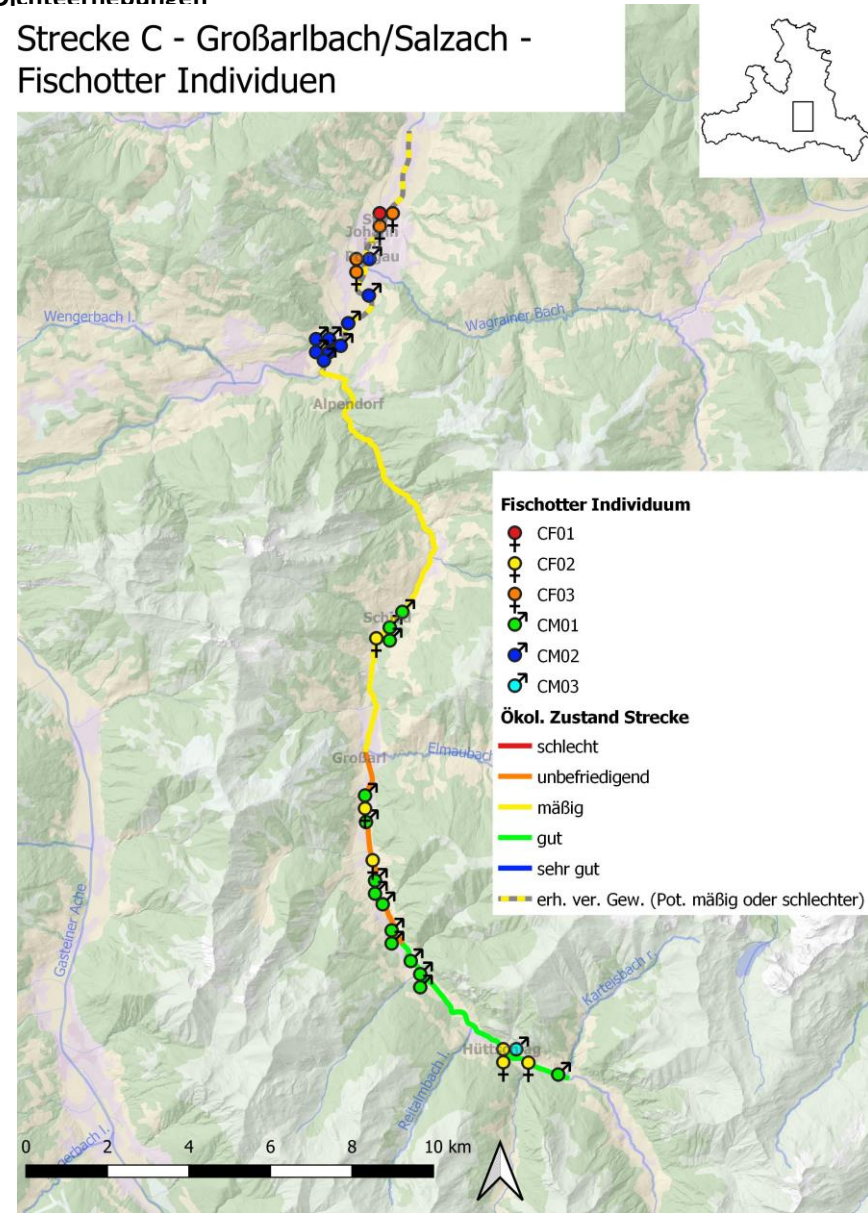 Dichteerhebungen
Strecke C - Großarlbach/Salzach -
Fischotter Individuen
Wengerbach l.
Wagrainer Bach
Alpendorf
Fischotter Individuum
CF01
CF02
CF03
CM01
CM02
CM03
Ökol. Zustand Strecke
schlecht
unbefriedigend
mäßig
gut
sehr gut
erh. ver. Gew. (Pot. mäßig oder schlechter)
Großarl
Elmaubach
Gasteiner Ache
Kartelsbach r.
Reitalmbach l.
0 2 4 6 8 10 km